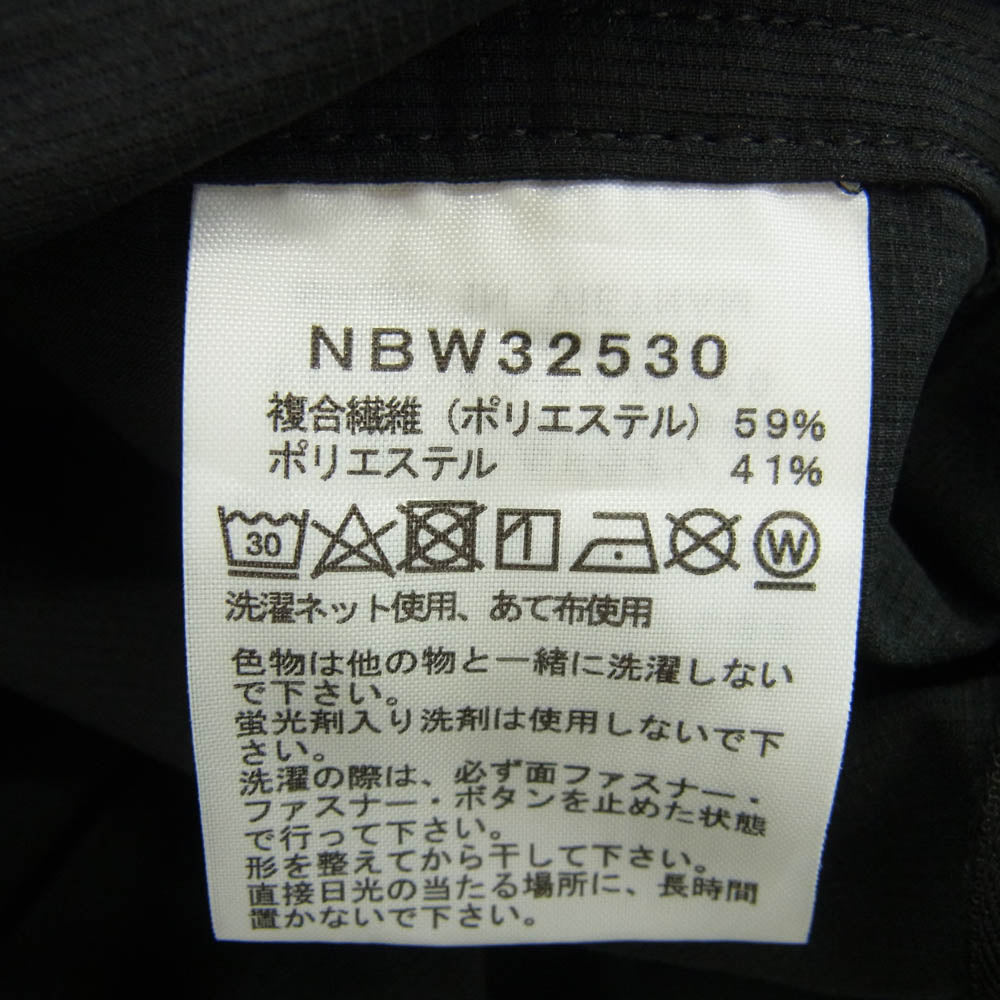 NBW32530
複合繊維（ポリエステル）59%
ポリエステル 41%
30 W
洗濯ネット使用、あて布使用
色物は他の物と一緒に洗濯しない
で下さい。
蛍光剤入り洗剤は使用しないで下
さい。
洗濯の際は、必ず面ファスナー・
ファスナー・ボタンを止めた状態
で行って下さい。
形を整えてから干して下さい。
直接日光の当たる場所に、長時間
置かないで下さい。